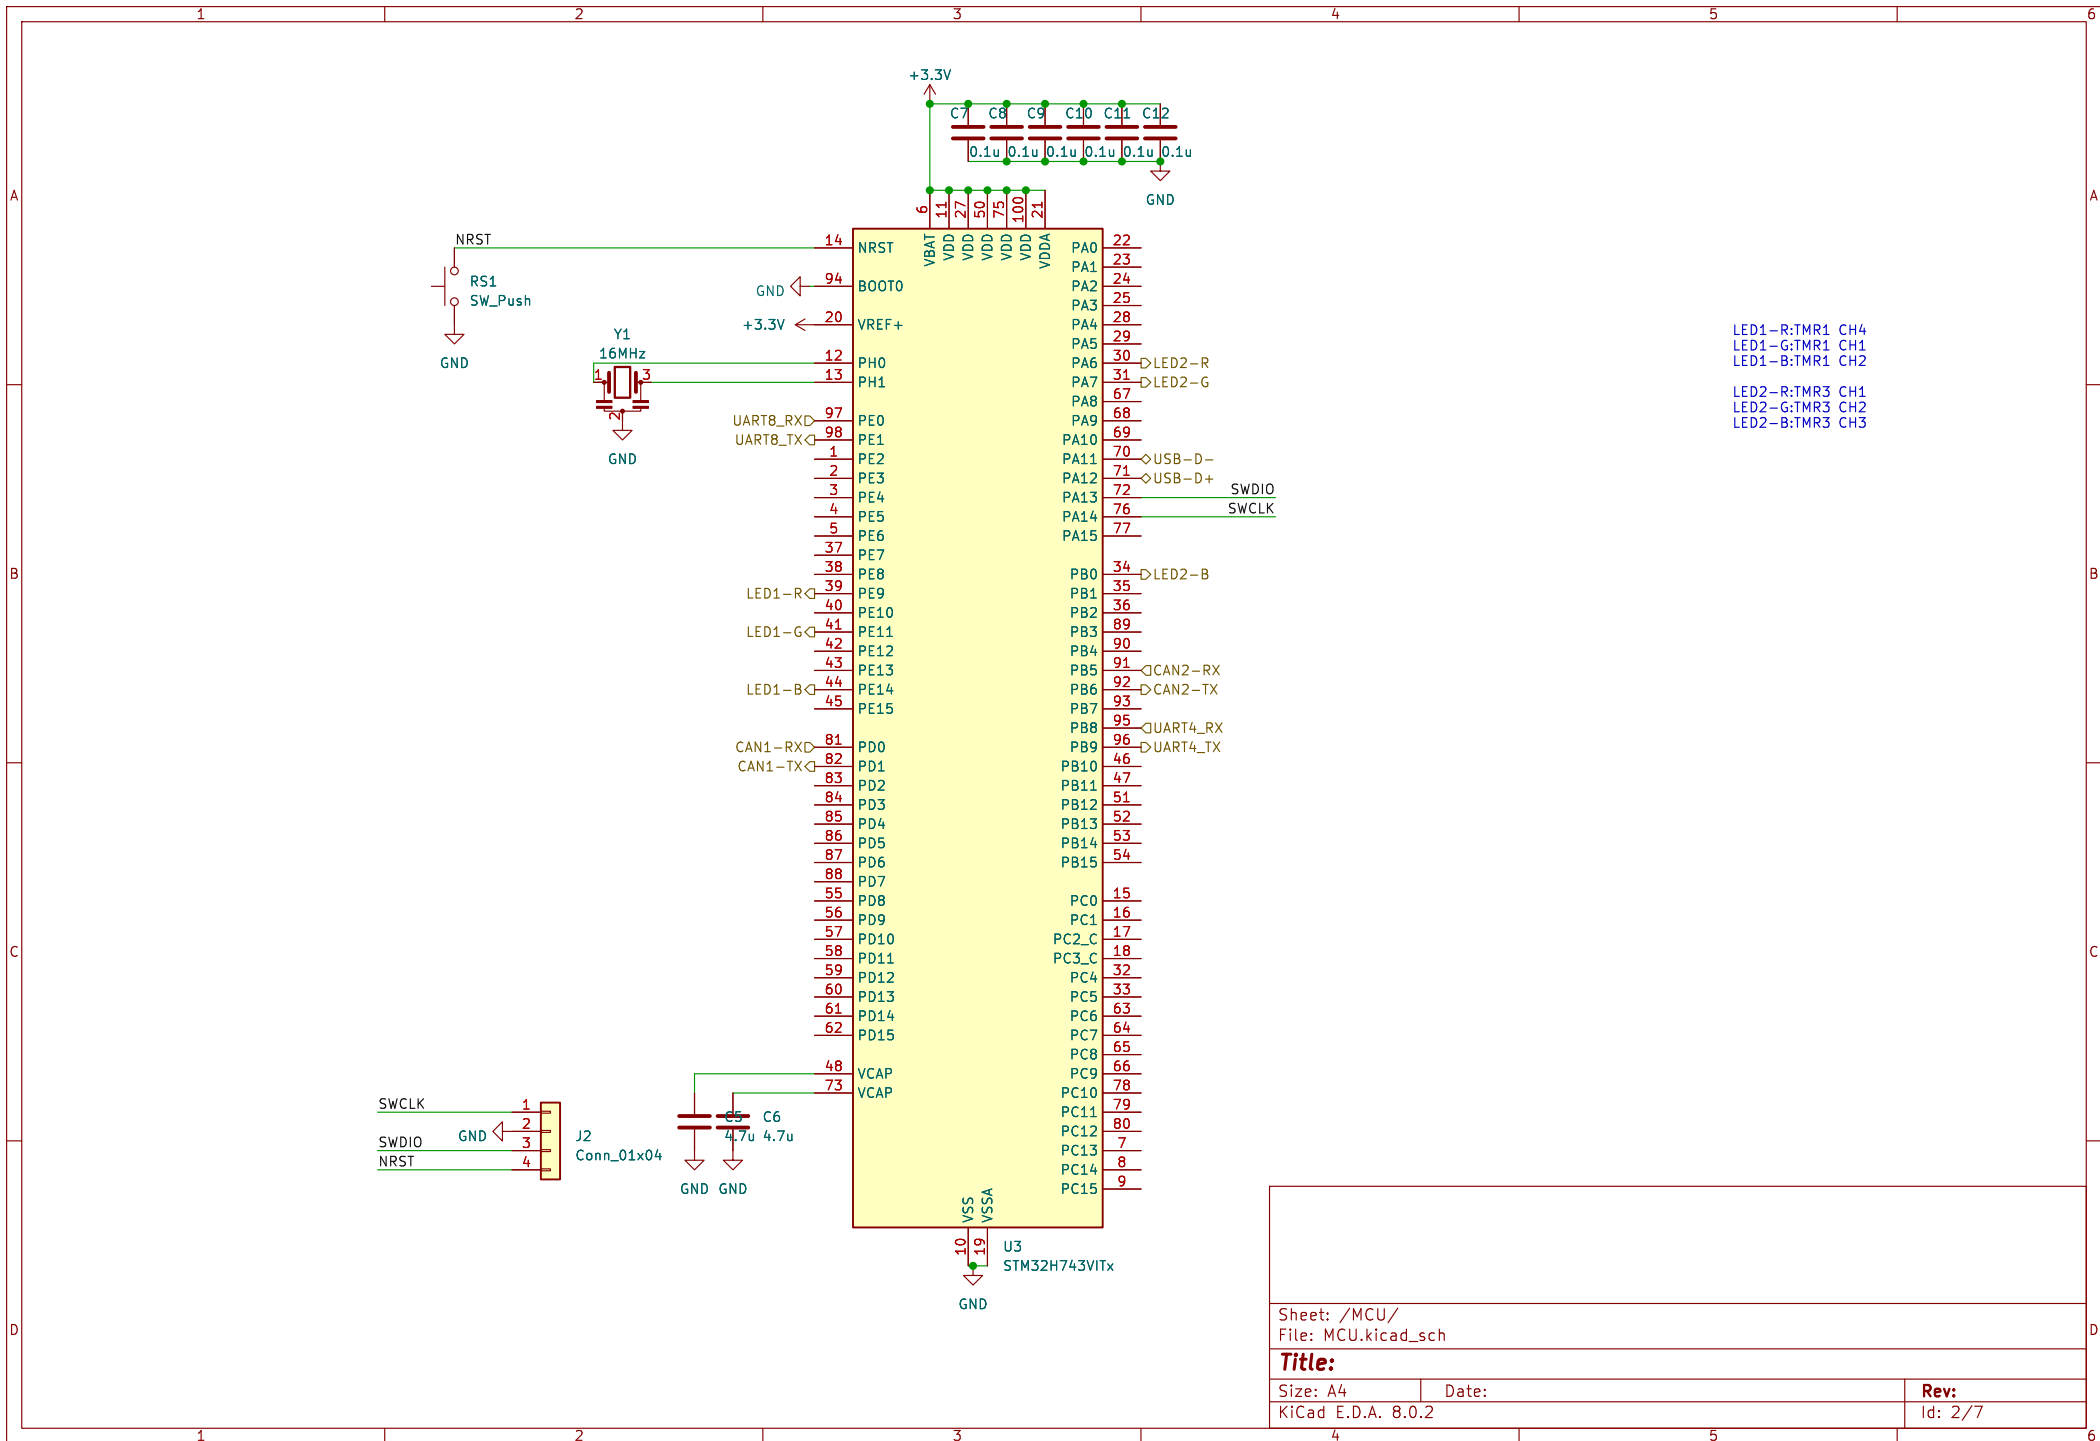 1 2 3 4 5 6
A
B
C
D
A
B
C
D
1 2 3 4 5 6
+3.3V
C7 C8 C9 C10 C11 C12
0.1u 0.1u 0.1u 0.1u 0.1u 0.1u
GND
6 11 27 50 75 100 21
VBAT VDD VDD VDD VDD VDD VDDA
NRST
RS1
SW_Push
GND
14 NRST
GND 94 BOOT0
+3.3V 20 VREF+
Y1
16MHz
1 3
2
GND
12 PH0
13 PH1
UART8_RX 97 PE0
UART8_TX 98 PE1
1 PE2
2 PE3
3 PE4
4 PE5
5 PE6
37 PE7
38 PE8
LED1-R 39 PE9
40 PE10
LED1-G 41 PE11
42 PE12
43 PE13
LED1-B 44 PE14
45 PE15
CAN1-RX 81 PD0
CAN1-TX 82 PD1
83 PD2
84 PD3
85 PD4
86 PD5
87 PD6
88 PD7
55 PD8
56 PD9
57 PD10
58 PD11
59 PD12
60 PD13
61 PD14
62 PD15
48 VCAP
73 VCAP
C5 C6
4.7u 4.7u
GND GND
SWCLK 1
GND 2
SWDIO 3
NRST 4
J2
Conn_01x04
PA0 22
PA1 23
PA2 24
PA3 25
PA4 28
PA5 29
PA6 30 LED2-R
PA7 31 LED2-G
PA8 67
PA9 68
PA10 69
PA11 70 USB-D-
PA12 71 USB-D+
PA13 72 SWDIO
PA14 76 SWCLK
PA15 77
PB0 34 LED2-B
PB1 35
PB2 36
PB3 89
PB4 90
PB5 91 CAN2-RX
PB6 92 CAN2-TX
PB7 93
PB8 95 UART4_RX
PB9 96 UART4_TX
PB10 46
PB11 47
PB12 51
PB13 52
PB14 53
PB15 54
PC0 15
PC1 16
PC2_C 17
PC3_C 18
PC4 32
PC5 33
PC6 63
PC7 64
PC8 65
PC9 66
PC10 78
PC11 79
PC12 80
PC13 7
PC14 8
PC15 9
VSS VSSA
10 19
U3
STM32H743VITx
GND
LED1-R:TMR1 CH4
LED1-G:TMR1 CH1
LED1-B:TMR1 CH2
LED2-R:TMR3 CH1
LED2-G:TMR3 CH2
LED2-B:TMR3 CH3
Sheet: /MCU/
File: MCU.kicad_sch
Title:
Size: A4 Date: Rev:
KiCad E.D.A. 8.0.2 Id: 2/7